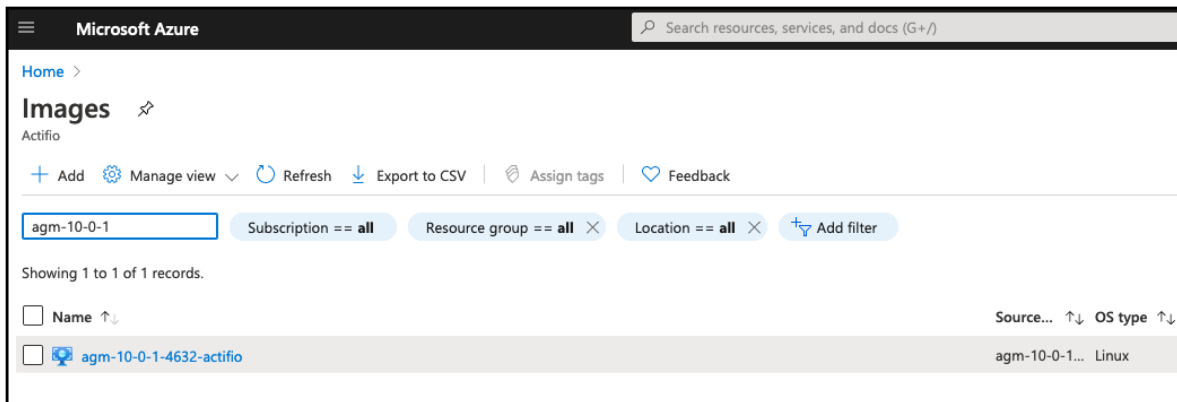 Microsoft Azure Search resources, services, and docs (G+/)
Home >
Images
Actifio
Add Manage view Refresh Export to CSV Assign tags Feedback
agm-10-0-1 Subscription == all Resource group == all Location == all Add filter
Showing 1 to 1 of 1 records.
Name ↑↓ Source... ↑↓ OS type ↑↓
agm-10-0-1-4632-actifio agm-10-0-1... Linux